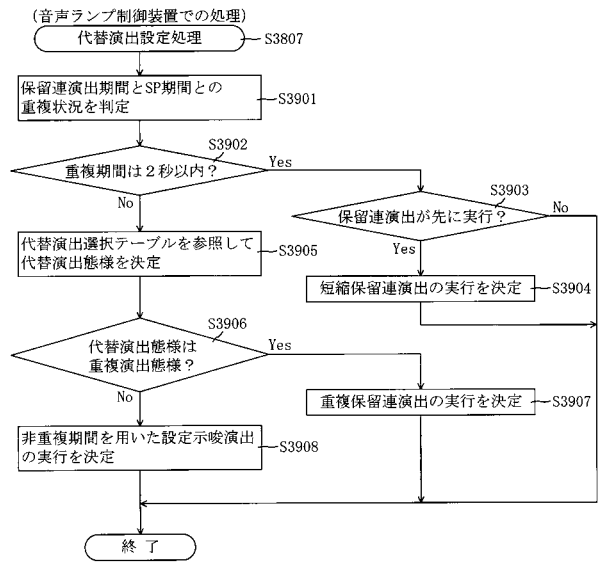 (音声ランプ制御装置での処理)
代替演出設定処理
S3807
保留連演出期間とSP期間との
重複状況を判定
S3901
S3902
重複期間は2秒以内?
Yes
No
S3903
保留連演出が先に実行?
No
Yes
代替演出選択テーブルを参照して
代替演出態様を決定
S3905
短縮保留連演出の実行を決定
S3904
S3906
代替演出態様は
重複演出態様?
Yes
No
重複保留連演出の実行を決定
S3907
非重複期間を用いた設定示唆演出
の実行を決定
S3908
終了